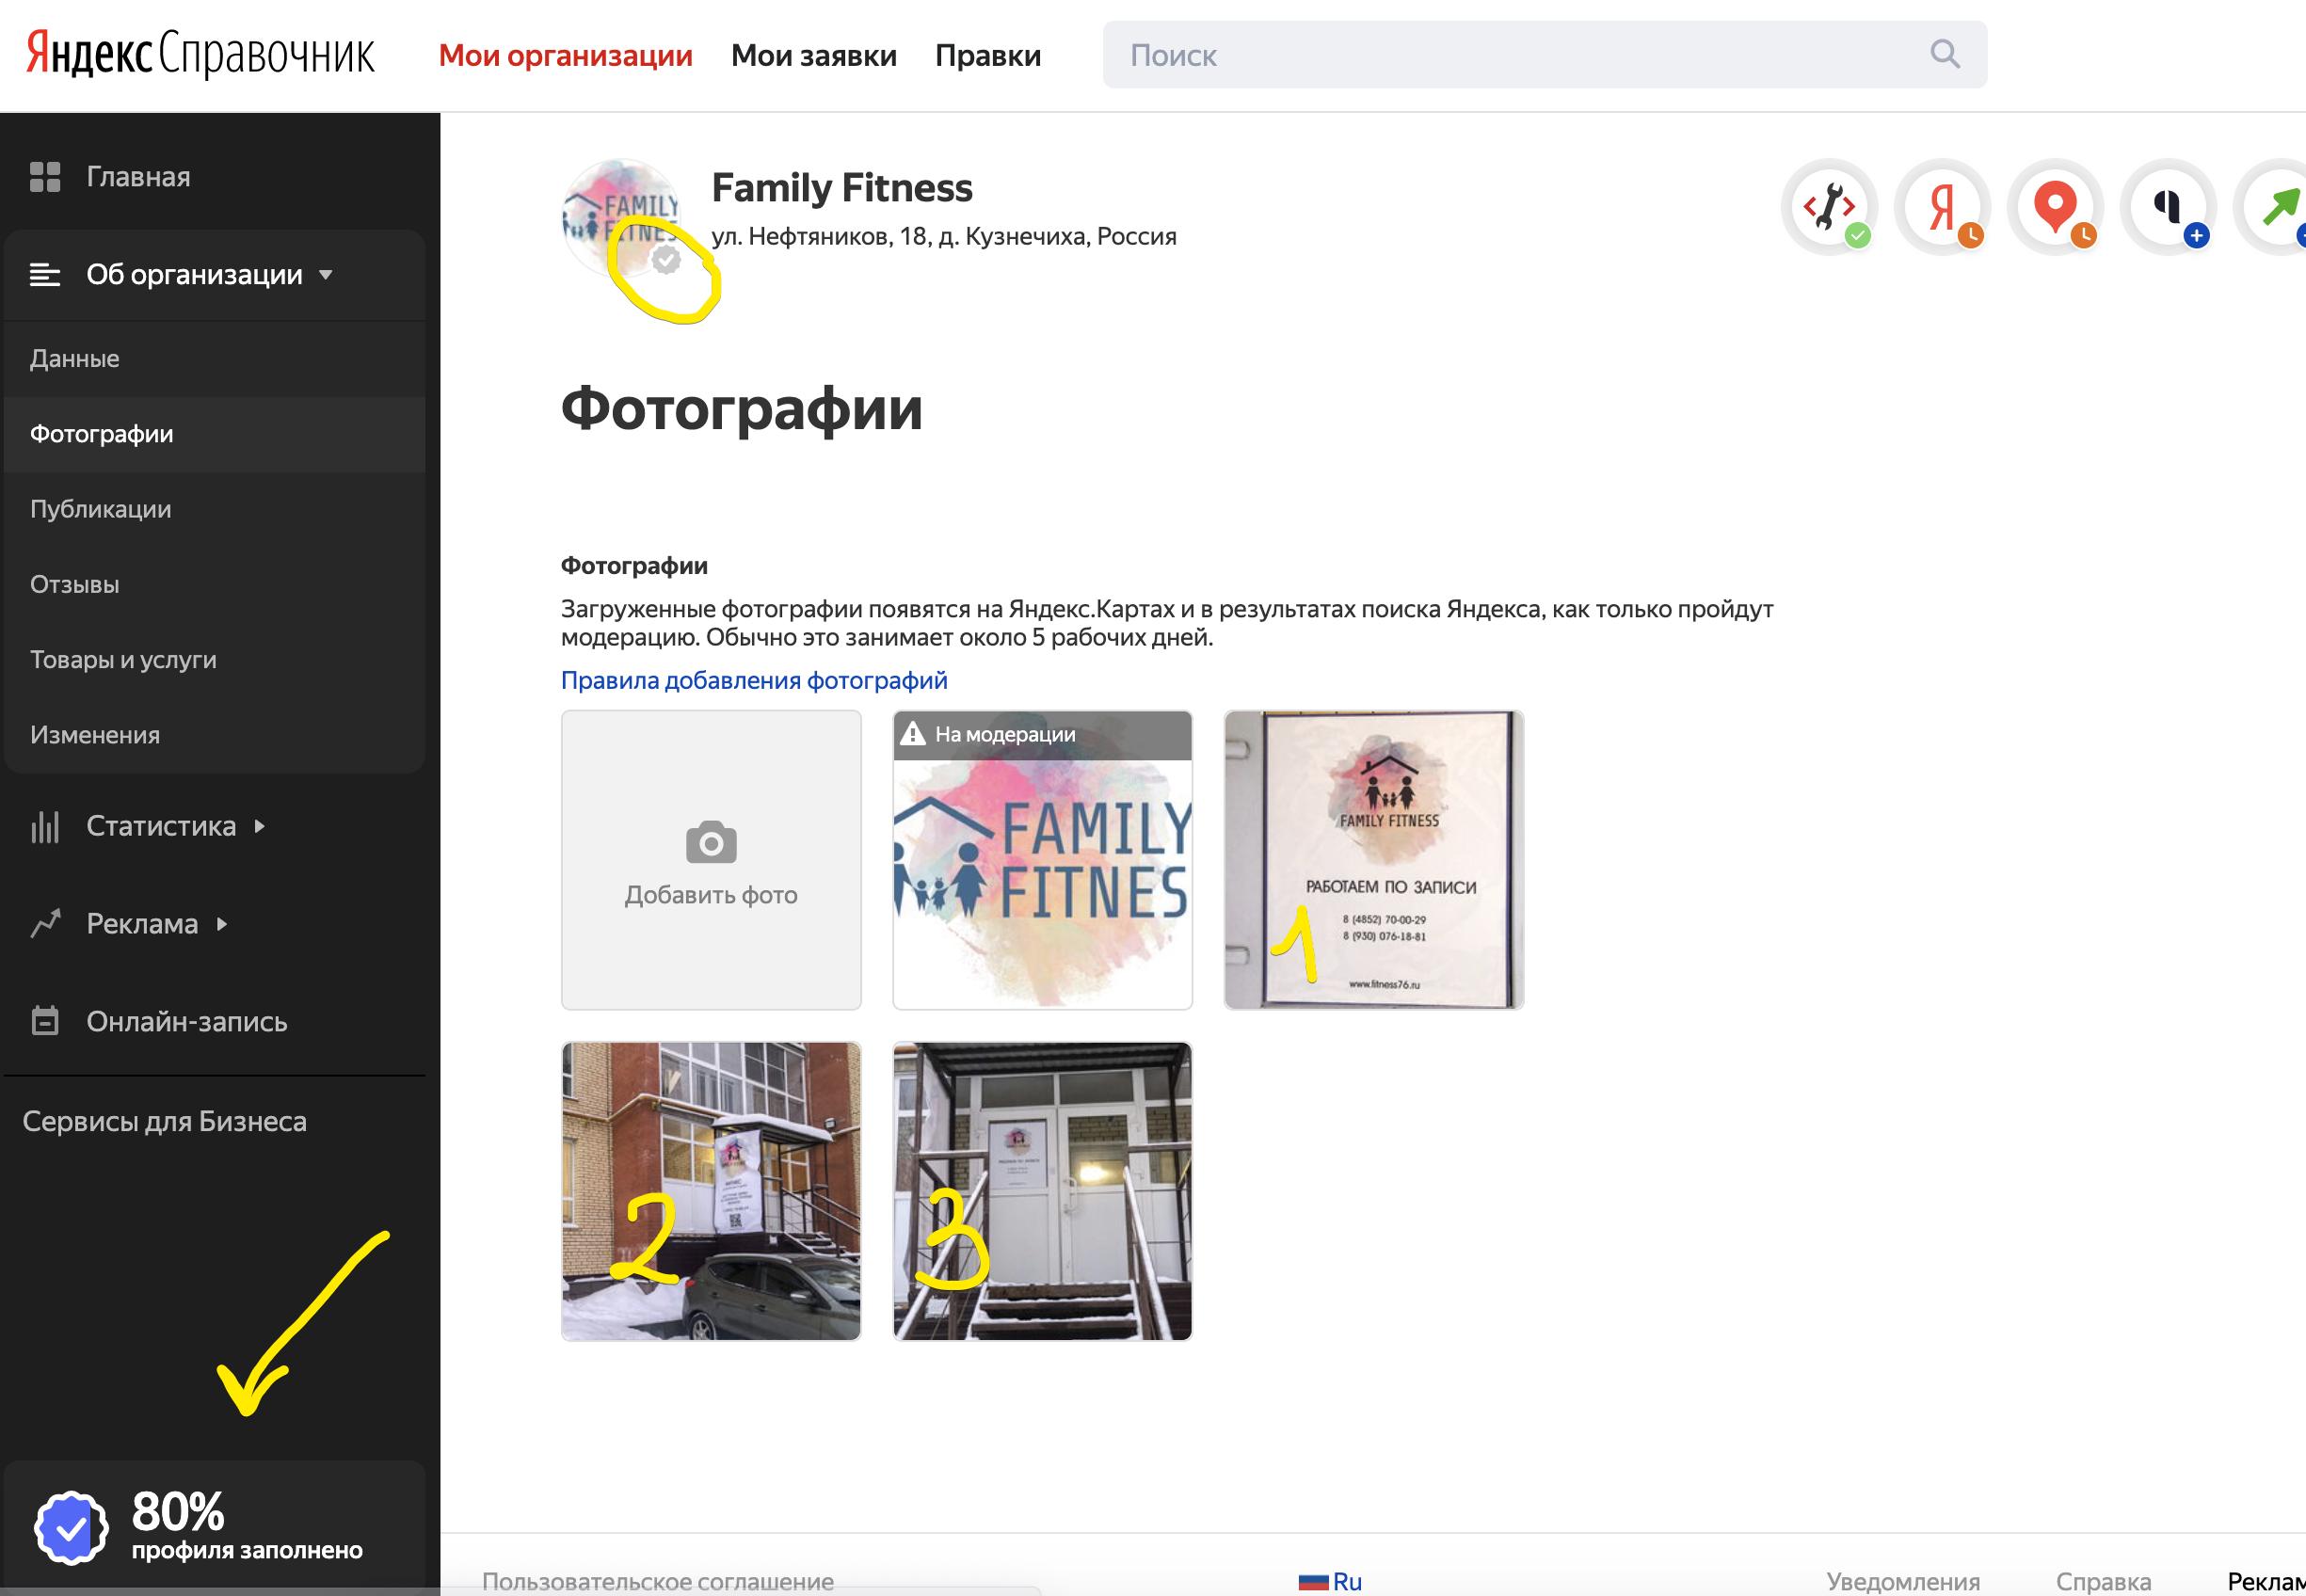 Яндекс Справочник
Мои организации
Мои заявки
Правки
Поиск
Главная
Об организации
Данные
Фотографии
Публикации
Отзывы
Товары и услуги
Изменения
Статистика
Реклама
Онлайн-запись
Сервисы для Бизнеса
80%
профиля заполнено
FAMILY
FITNES
Family Fitness
ул. Нефтяников, 18, д. Кузнечиха, Россия
Я
Фотографии
Фотографии
Загруженные фотографии появятся на Яндекс.Картах и в результатах поиска Яндекса, как только пройдут
модерацию. Обычно это занимает около 5 рабочих дней.
Правила добавления фотографий
Добавить фото
На модерации
FAMILY
FITNES
FAMILY FITNESS
РАБОТАЕМ ПО ЗАПИСИ
8 (4852) 70-00-29
8 (930) 076-18-81
www.fitness76.ru
1
2
3
Пользовательское соглашение
Ru
Уведомления
Справка
Реклам